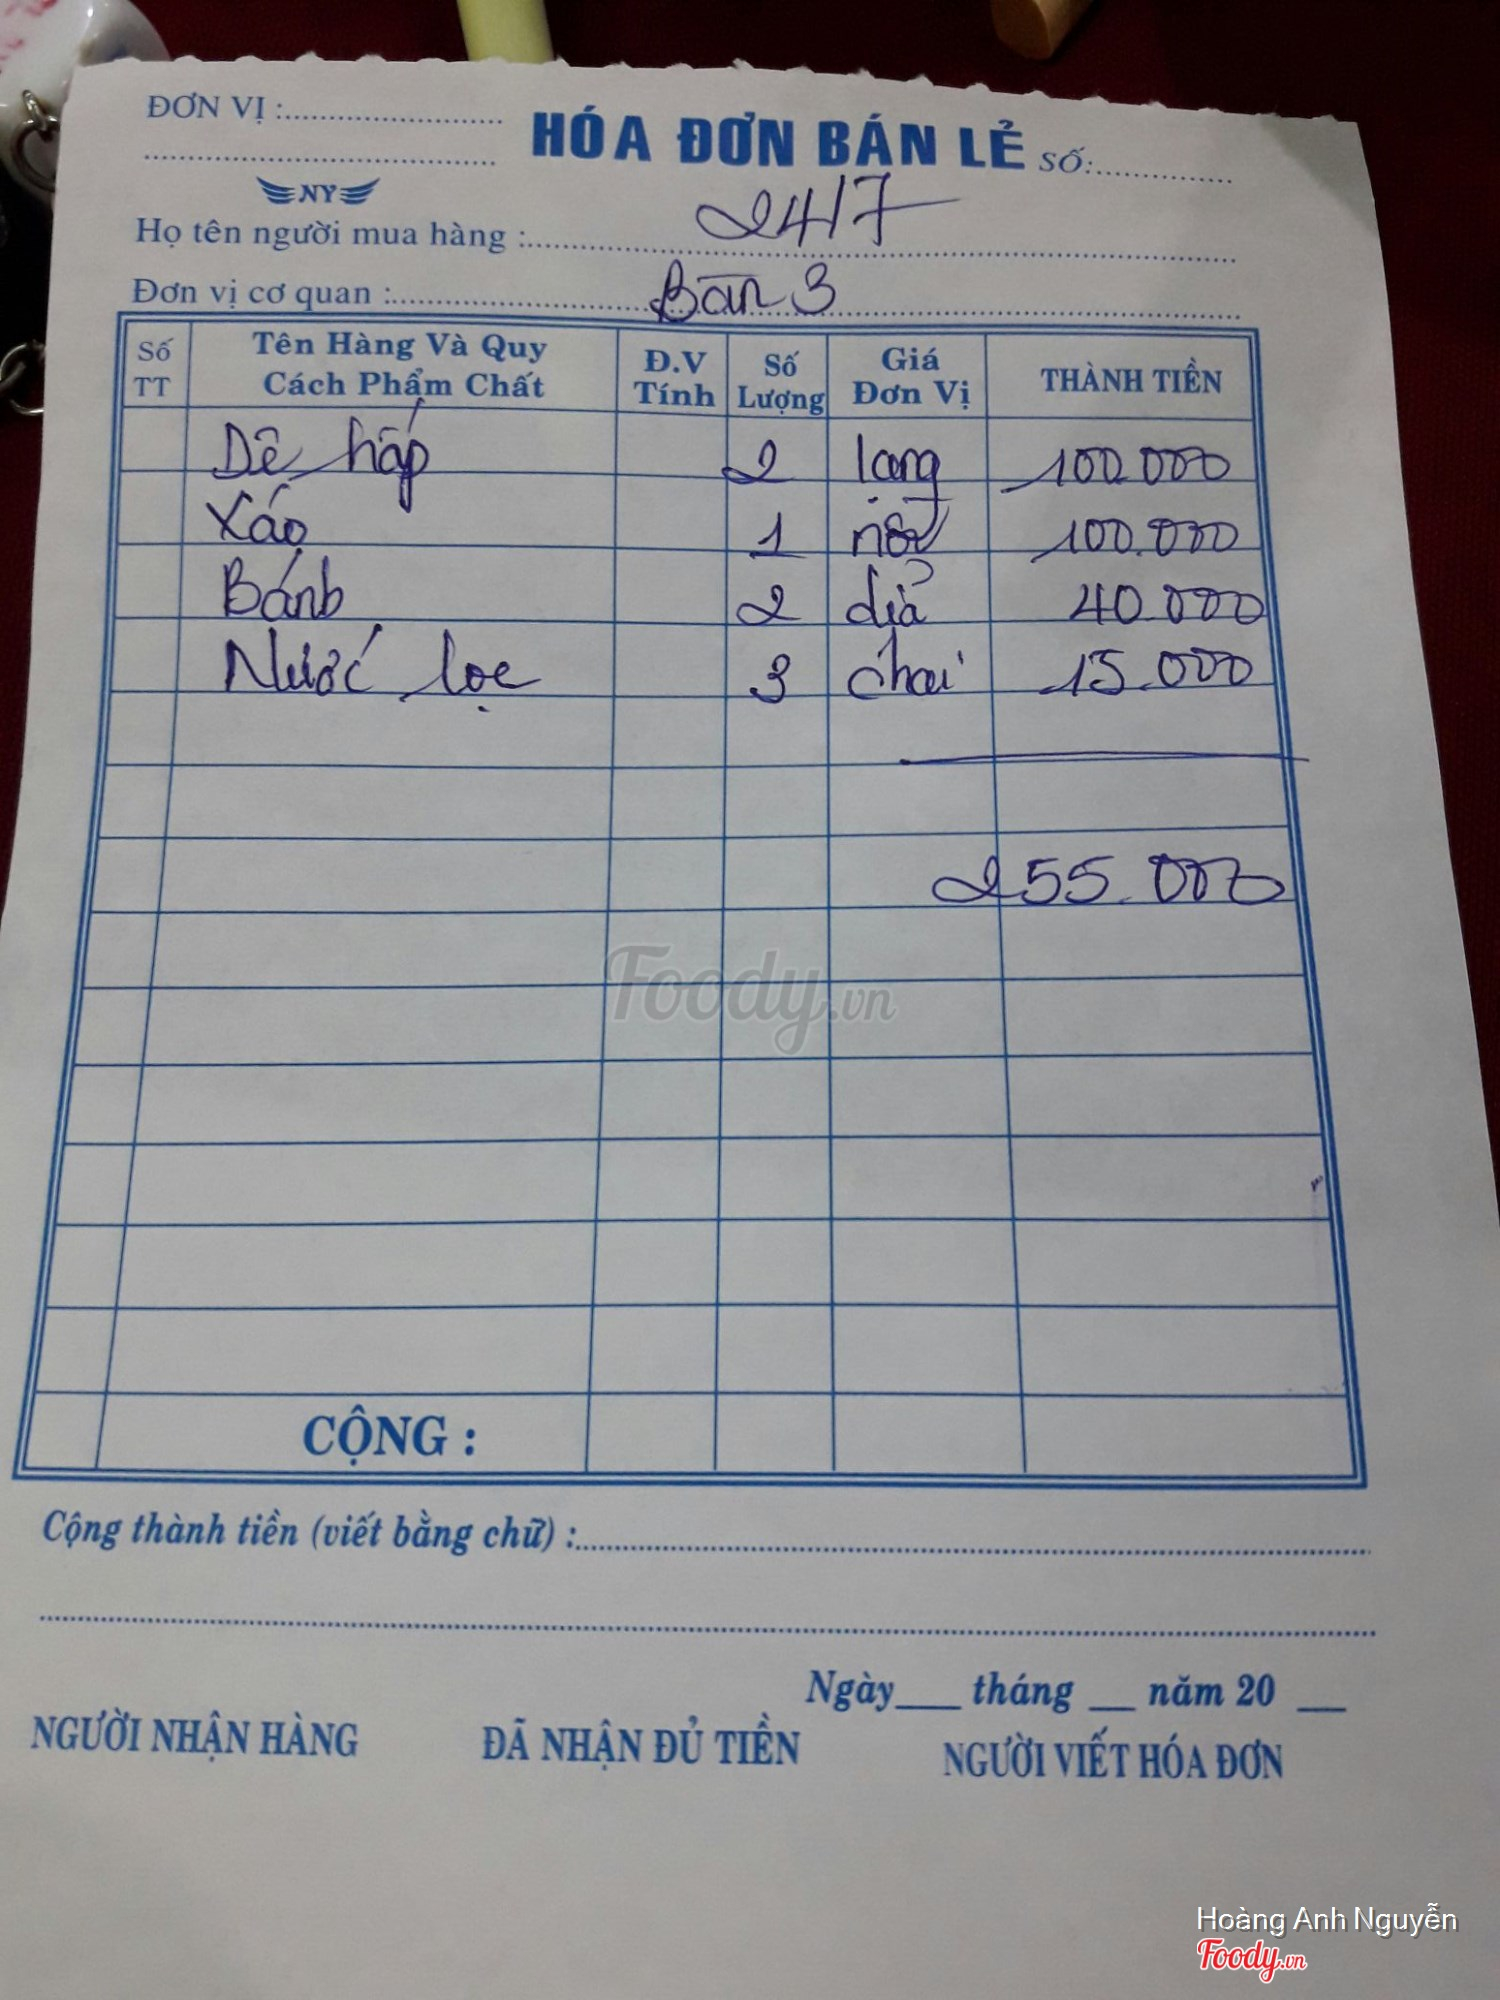 ĐƠN VỊ :
HÓA ĐƠN BÁN LẺ SỐ:
NY
Họ tên người mua hàng : 24/7
Đơn vị cơ quan : Bàn 3
Số TT Tên Hàng Và Quy Cách Phẩm Chất Đ.V Tính Số Lượng Giá Đơn Vị THÀNH TIỀN
Dê hấp 2 lạng 100.000
Xáo 1 nồi 100.000
Bánh 2 dĩa 40.000
Nước lọc 3 chai 15.000
255.000
Foody.vn
CỘNG :
Cộng thành tiền (viết bằng chữ) :
Ngày tháng năm 20
NGƯỜI NHẬN HÀNG ĐÃ NHẬN ĐỦ TIỀN NGƯỜI VIẾT HÓA ĐƠN
Hoàng Anh Nguyễn
Foody.vn